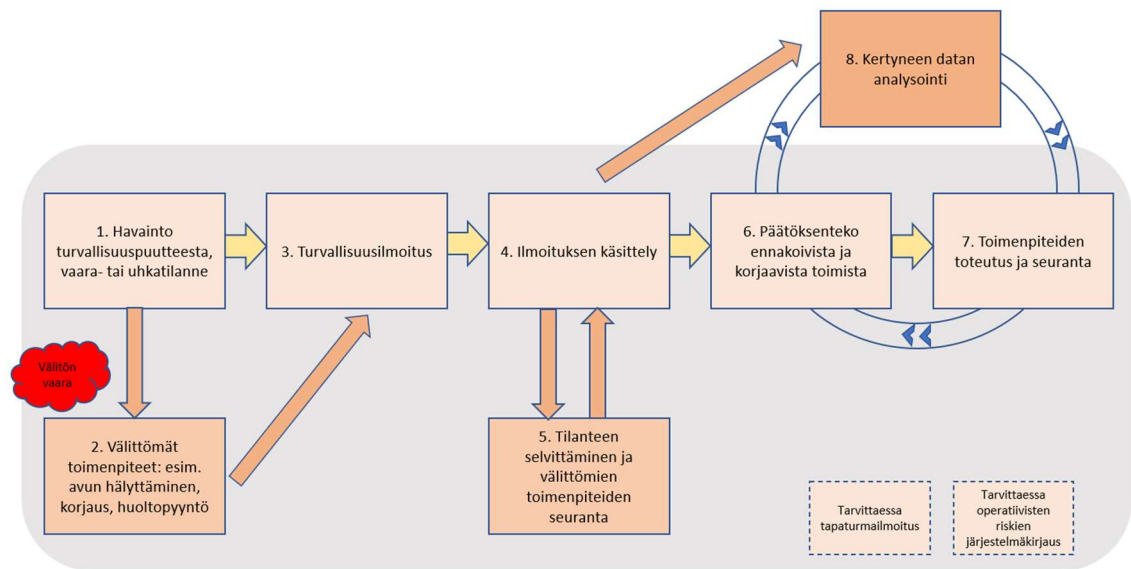 8. Kertyneen datan
analysointi
1. Havainto
turvallisuuspuutteesta,
vaara- tai uhkatilanne
3. Turvallisuusilmoitus
4. Ilmoituksen käsittely
6. Päätöksenteko
ennakoivista ja
korjaavista toimista
7. Toimenpiteiden
toteutus ja seuranta
Välitön
vaara
2. Välittömät
toimenpiteet: esim.
avun hälyttäminen,
korjaus, huoltopyyntö
5. Tilanteen
selvittäminen ja
välittömien
toimenpiteiden
seuranta
Tarvittaessa
tapaturmailmoitus
Tarvittaessa
operatiivisten
riskien
järjestelmäkirjaus